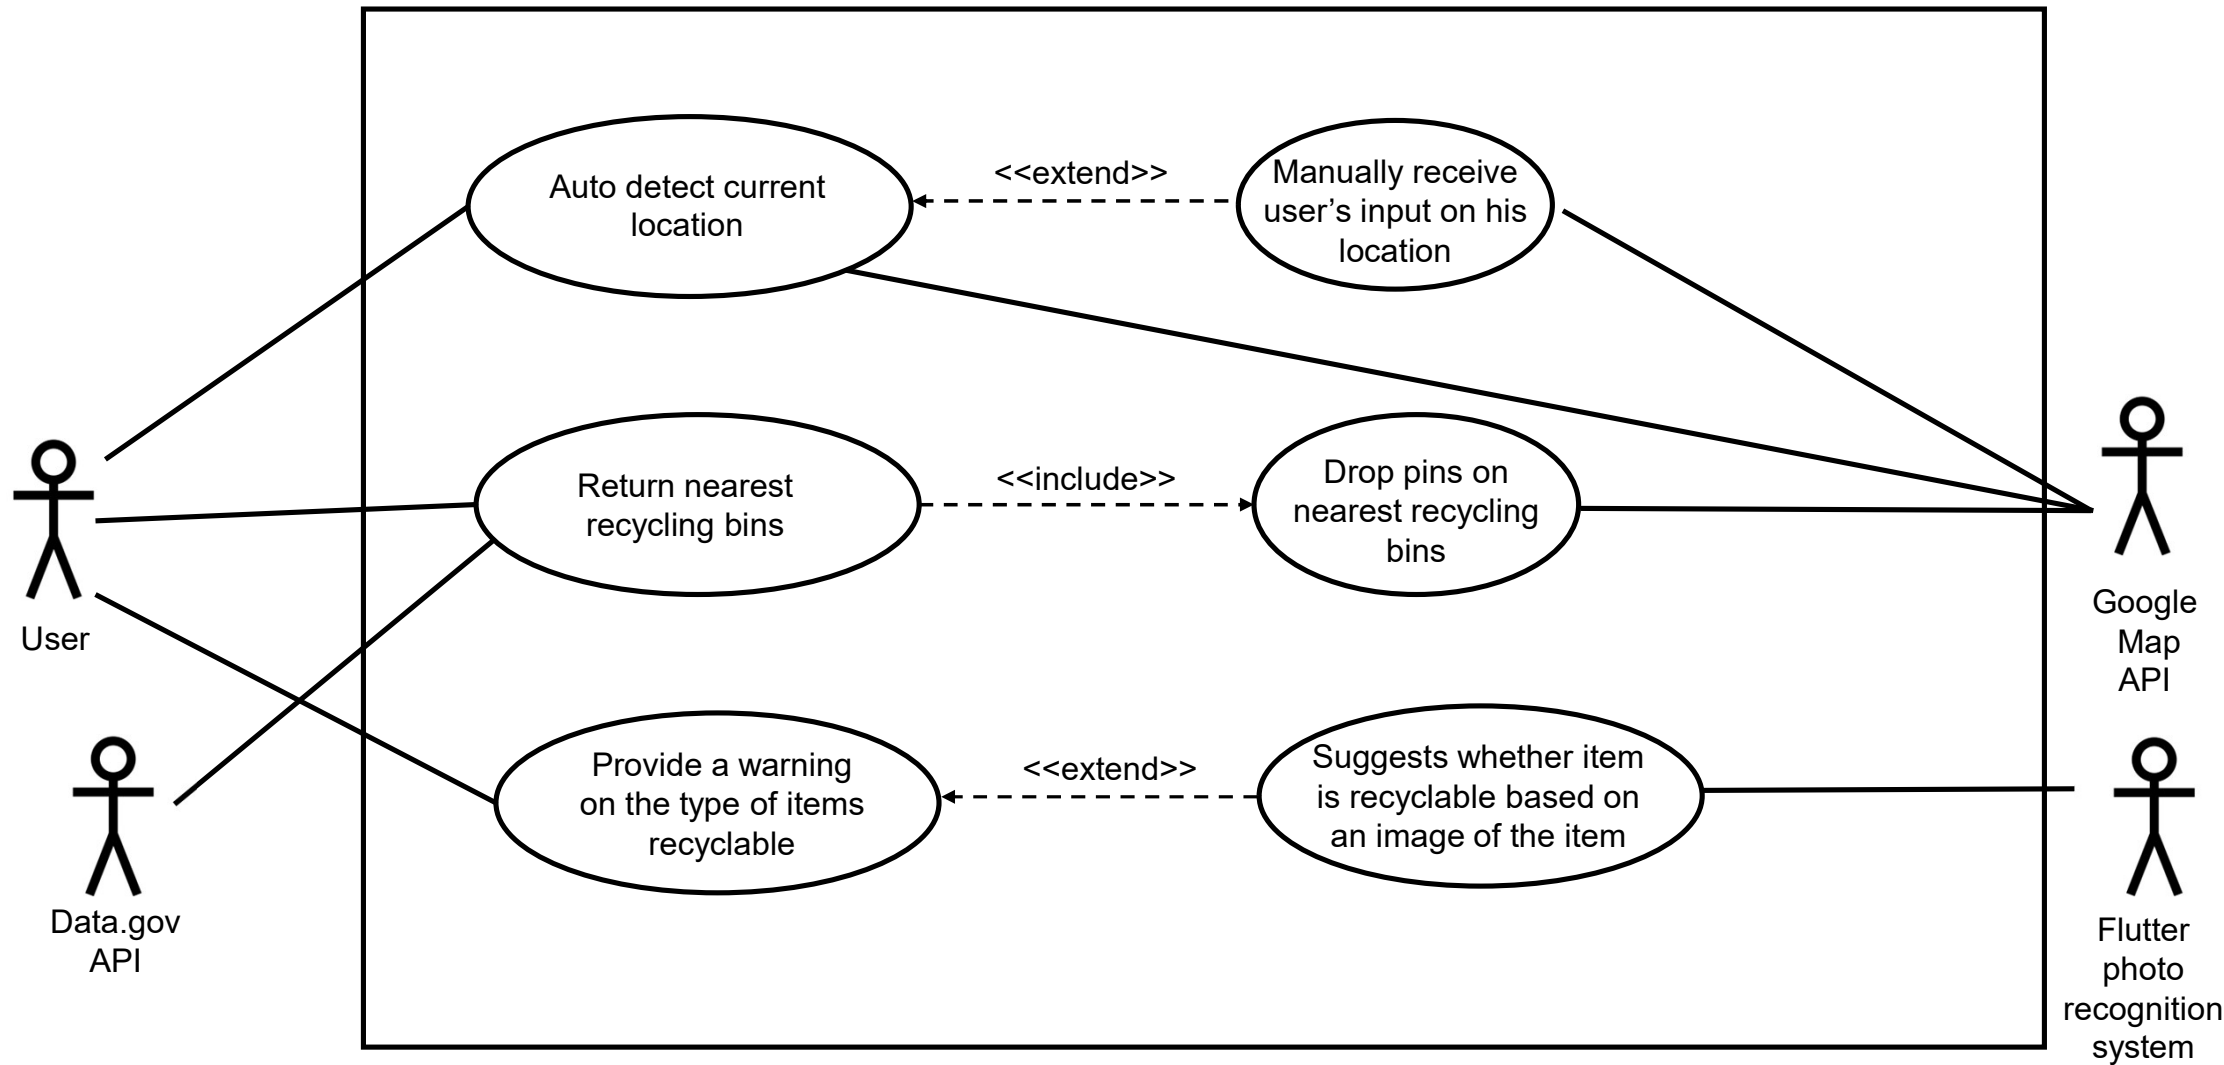 Auto detect current
location
<<extend>>
Manually receive
user’s input on his
location
Return nearest
recycling bins
<<include>>
Drop pins on
nearest recycling
bins
User
Google
Map
API
Provide a warning
on the type of items
recyclable
<<extend>>
Suggests whether item
is recyclable based on
an image of the item
Data.gov
API
Flutter
photo
recognition
system